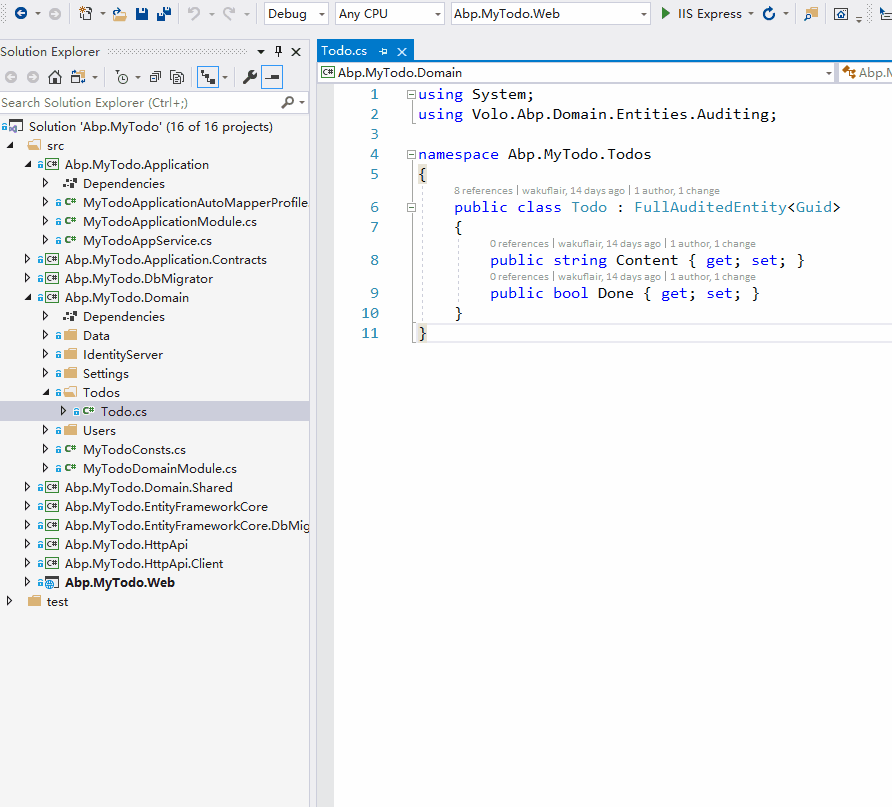 Debug Any CPU Abp.MyTodo.Web IIS Express
Solution Explorer
Todo.cs
Abp.MyTodo.Domain
Abp.M
Search Solution Explorer (Ctrl+;)
Solution 'Abp.MyTodo' (16 of 16 projects)
src
C# Abp.MyTodo.Application
Dependencies
C# MyTodoApplicationAutoMapperProfile.
C# MyTodoApplicationModule.cs
C# MyTodoAppService.cs
C# Abp.MyTodo.Application.Contracts
C# Abp.MyTodo.DbMigrator
C# Abp.MyTodo.Domain
Dependencies
Data
IdentityServer
Settings
Todos
C# Todo.cs
Users
C# MyTodoConsts.cs
C# MyTodoDomainModule.cs
C# Abp.MyTodo.Domain.Shared
C# Abp.MyTodo.EntityFrameworkCore
C# Abp.MyTodo.EntityFrameworkCore.DbMig
C# Abp.MyTodo.HttpApi
C# Abp.MyTodo.HttpApi.Client
Abp.MyTodo.Web
test
1 using System;
2 using Volo.Abp.Domain.Entities.Auditing;
3
4 namespace Abp.MyTodo.Todos
5 {
8 references | wakuflair, 14 days ago | 1 author, 1 change
6 public class Todo : FullAuditedEntity<Guid>
7 {
0 references | wakuflair, 14 days ago | 1 author, 1 change
8 public string Content { get; set; }
0 references | wakuflair, 14 days ago | 1 author, 1 change
9 public bool Done { get; set; }
10 }
11 }